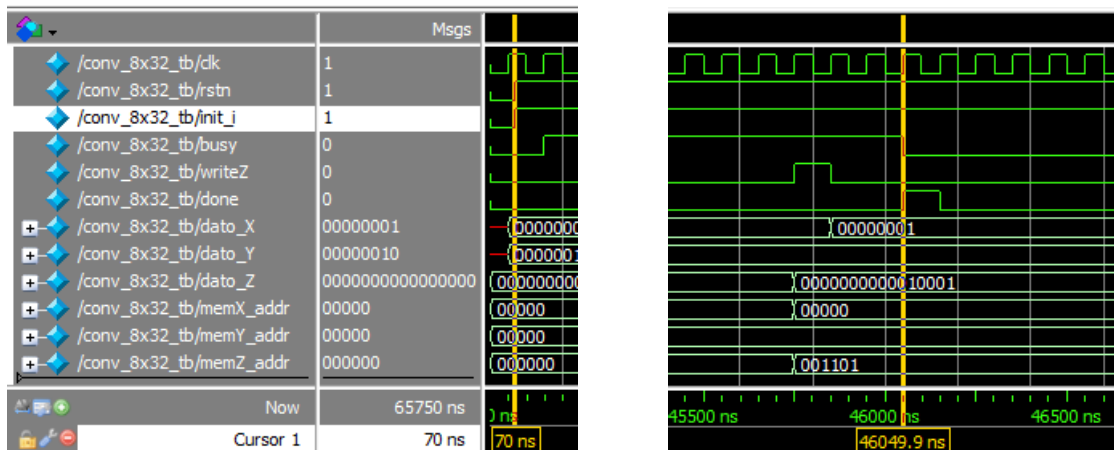 Msgs
/conv_8x32_tb/clk 1
/conv_8x32_tb/rstn 1
/conv_8x32_tb/init_i 1
/conv_8x32_tb/busy 0
/conv_8x32_tb/writeZ 0
/conv_8x32_tb/done 0
/conv_8x32_tb/dato_X 00000001 00000001
/conv_8x32_tb/dato_Y 00000010
/conv_8x32_tb/dato_Z 0000000000000000 0000000000010001
/conv_8x32_tb/memX_addr 00000 00000 00000
/conv_8x32_tb/memY_addr 00000 00000
/conv_8x32_tb/memZ_addr 000000 000000 001101
Now 65750 ns 45500 ns 46000 ns 46500 ns
Cursor 1 70 ns 70 ns 46049.9 ns